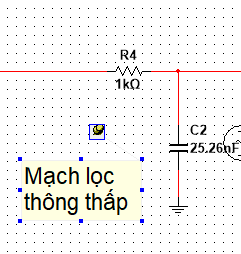 R4
1kΩ
C2
25.26nF
Mạch lọc
thông thấp